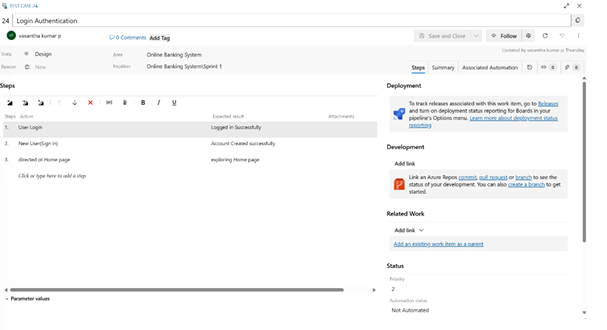 TEST CASE 24
24 Login Authentication
vasantha kumar p
0 Comments Add Tag
Save and Close
Follow
State Design
Area Online Banking System
Updated by vasantha kumar p Thursday
Reason New
Iteration Online Banking System\Sprint 1
Steps Summary Associated Automation 0 0
Steps
B I U
Steps Action Expected result Attachments
1. User Login Logged in Successfully
2. New User(Sign In) Account Created successfully
3. directed ot Home page exploring Home page
Click or type here to add a step
Parameter values
Deployment
To track releases associated with this work item, go to Releases
and turn on deployment status reporting for Boards in your
pipeline's Options menu. Learn more about deployment status
reporting
Development
Add link
Link an Azure Repos commit, pull request or branch to see the
status of your development. You can also create a branch to get
started.
Related Work
Add link
Add an existing work item as a parent
Status
Priority
2
Automation status
Not Automated